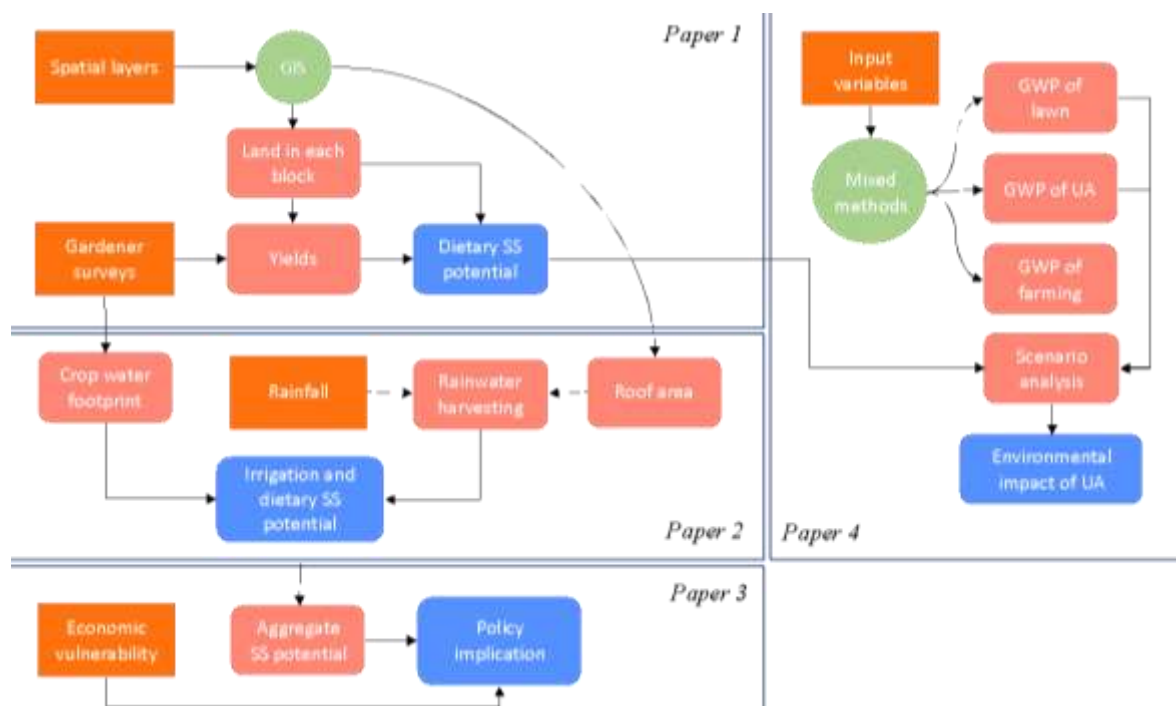 Paper 1
Spatial layers
GIS
Land in each
block
Gardener
surveys
Yields
Dietary SS
potential
Crop water
footprint
Rainfall
Rainwater
harvesting
Roof area
Irrigation and
dietary SS
potential
Paper 2
Paper 3
Economic
vulnerability
Aggregate
SS potential
Policy
implication
Input
variables
GWP of
lawn
Mixed
methods
GWP of UA
GWP of
farming
Scenario
analysis
Environmental
impact of UA
Paper 4